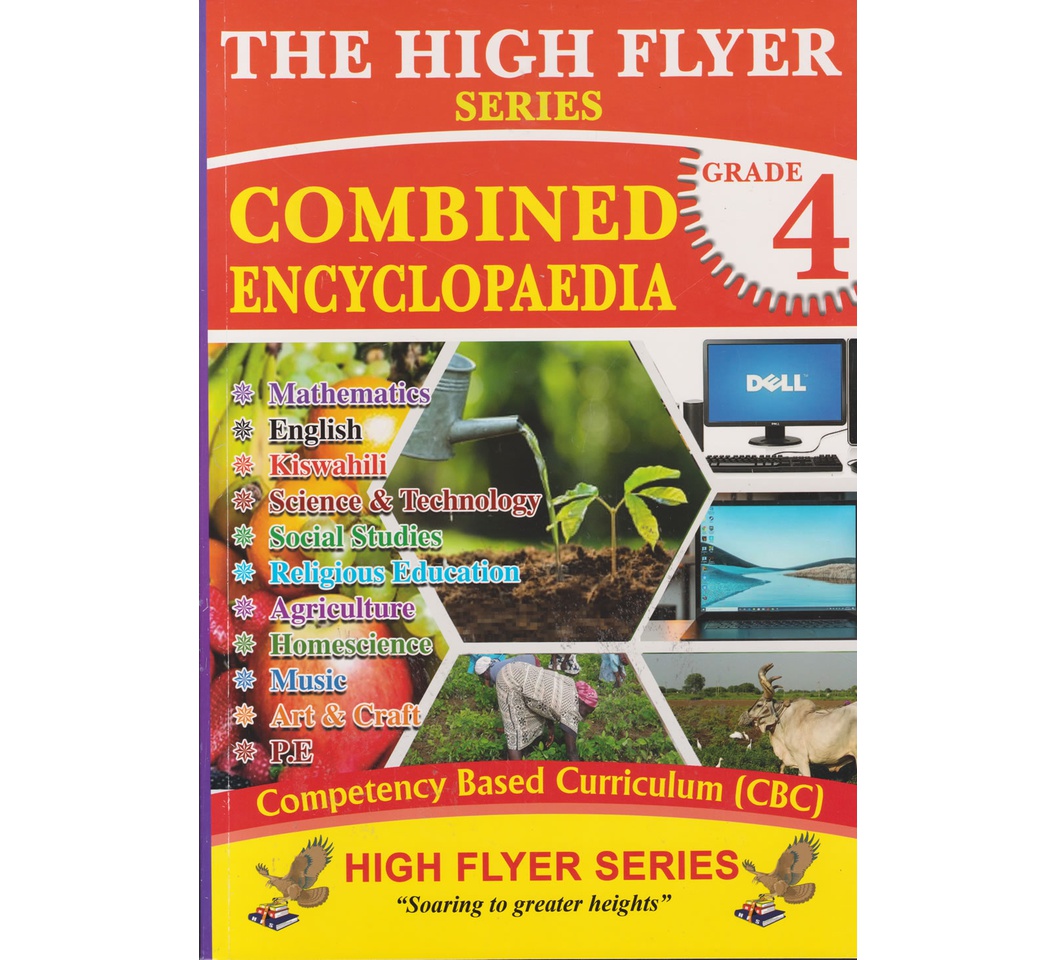 THE HIGH FLYER
SERIES
GRADE
4
COMBINED
ENCYCLOPAEDIA
DELL
Mathematics
English
Kiswahili
Science & Technology
Social Studies
Religious Education
Agriculture
Homescience
Music
Art & Craft
P.E
Competency Based Curriculum (CBC)
HIGH FLYER SERIES
“Soaring to greater heights”